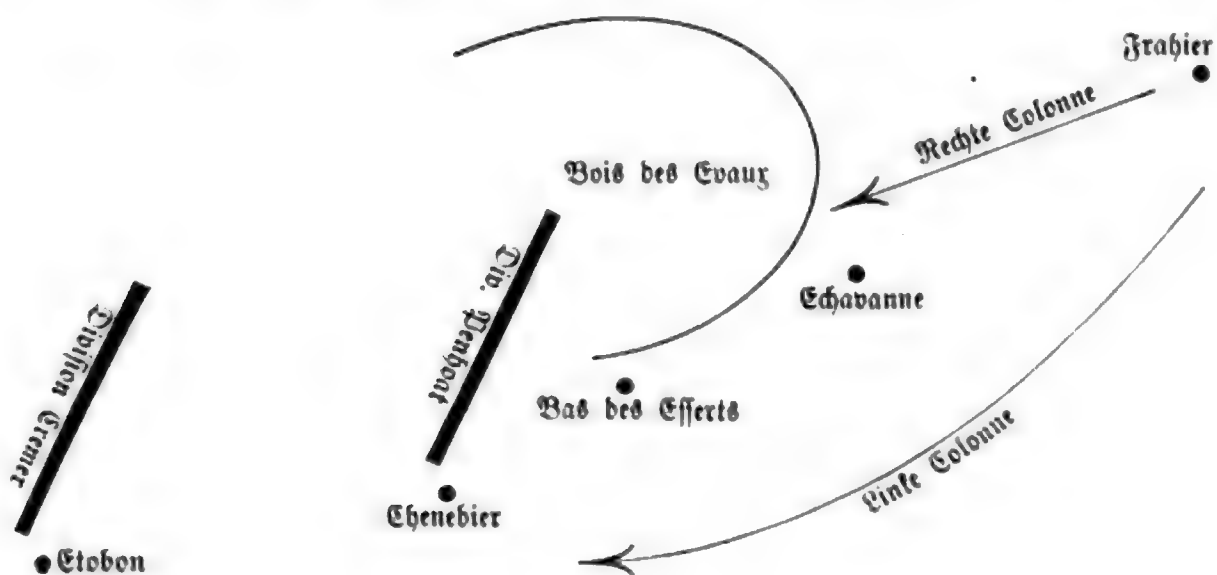 Frahier
Rechte Colonne
Bois des Evaux
Echavanne
Div. Penhoat
Division Cremer
Bas des Efferts
Linke Colonne
Chenebier
Etobon